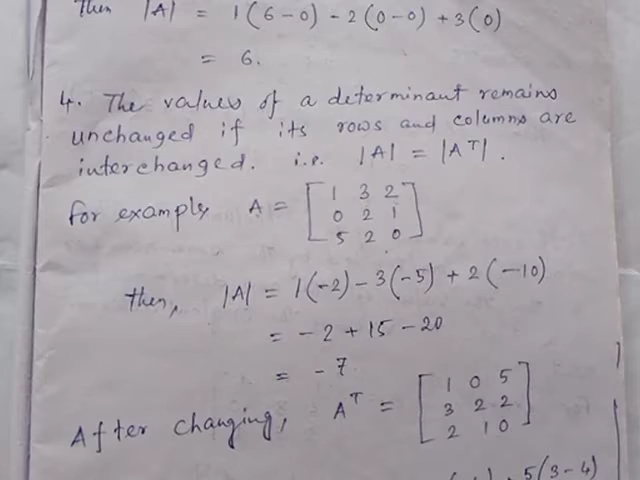 Then |A| = 1(6-0) - 2(0-0) + 3(0)
= 6.
4. The values of a determinant remains
unchanged if its rows and columns are
interchanged. i.e. |A| = |Aᵀ|.
for example A = [1 3 2
0 2 1
5 2 0]
then, |A| = 1(-2) - 3(-5) + 2(-10)
= -2 + 15 - 20
= -7
After changing, Aᵀ = [1 0 5
3 2 2
2 1 0]
5(3-4)